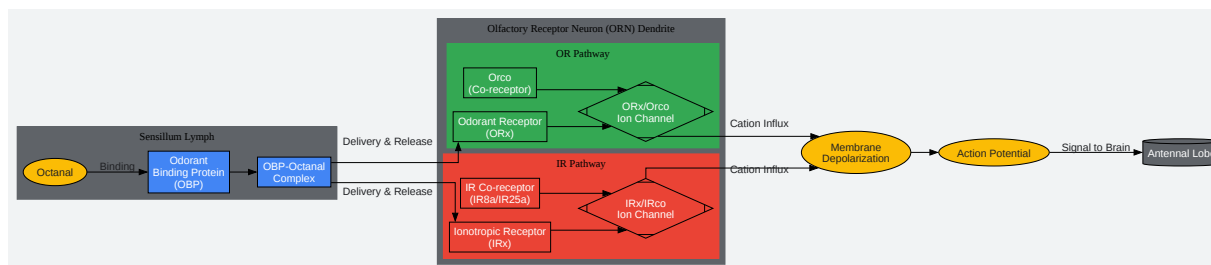 Olfactory Receptor Neuron (ORN) Dendrite
OR Pathway
Orco
(Co-receptor)
Odorant Receptor
(ORx)
ORx/Orco
Ion Channel
Sensillum Lymph
Octanal
Binding
Odorant
Binding Protein
(OBP)
OBP-Octanal
Complex
Delivery & Release
Delivery & Release
IR Pathway
IR Co-receptor
(IR8a/IR25a)
Ionotropic Receptor
(IRx)
IRx/IRco
Ion Channel
Cation Influx
Cation Influx
Membrane
Depolarization
Action Potential
Signal to Brain
Antennal Lobe